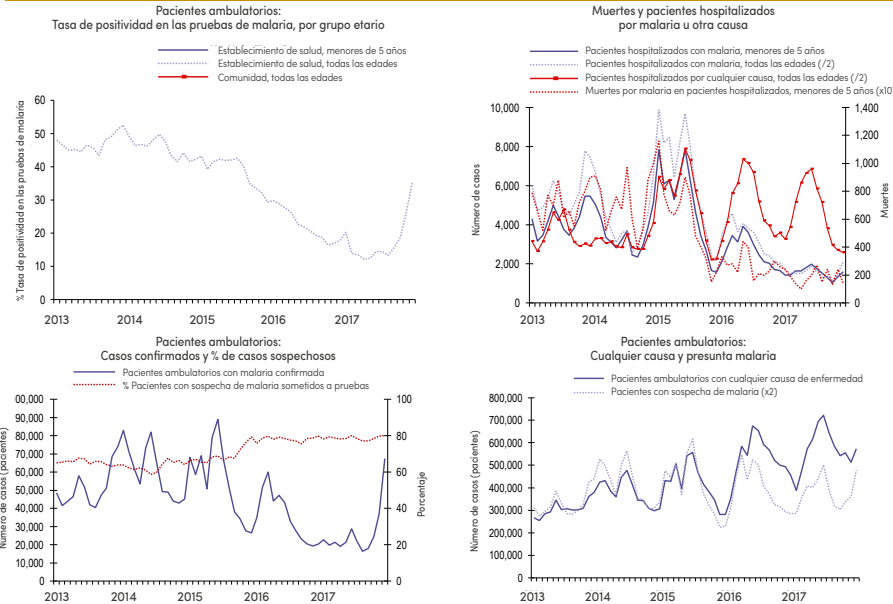 Pacientes ambulatorios:
Tasa de positividad en las pruebas de malaria, por grupo etario
Establecimiento de salud, menores de 5 años
Establecimiento de salud, todas las edades
Comunidad, todas las edades
% Tasa de positividad en las pruebas de malaria
60
50
40
30
20
10
0
2013 2014 2015 2016 2017
Muertes y pacientes hospitalizados
por malaria u otra causa
Pacientes hospitalizados con malaria, menores de 5 años
Pacientes hospitalizados con malaria, todas las edades (/2)
Pacientes hospitalizados por cualquier causa, todas las edades (/2)
Muertes por malaria en pacientes hospitalizados, menores de 5 años (x10
Número de casos
10,000
8,000
6,000
4,000
2,000
0
1,400
1,200
1,000
800
600
400
200
0
Muertes
2013 2014 2015 2016 2017
Pacientes ambulatorios:
Casos confirmados y % de casos sospechosos
Pacientes ambulatorios con malaria confirmada
% Pacientes con sospecha de malaria sometidos a pruebas
Número de casos (pacientes)
00,000
90,000
80,000
70,000
60,000
50,000
40,000
30,000
20,000
10,000
0
100
80
60
40
20
0
Porcentaje
2013 2014 2015 2016 2017
Pacientes ambulatorios:
Cualquier causa y presunta malaria
Pacientes ambulatorios con cualquier causa de enfermedad
Pacientes con sospecha de malaria (x2)
Número de casos (pacientes)
800,000
700,000
600,000
500,000
400,000
300,000
200,000
100,000
0
2013 2014 2015 2016 2017